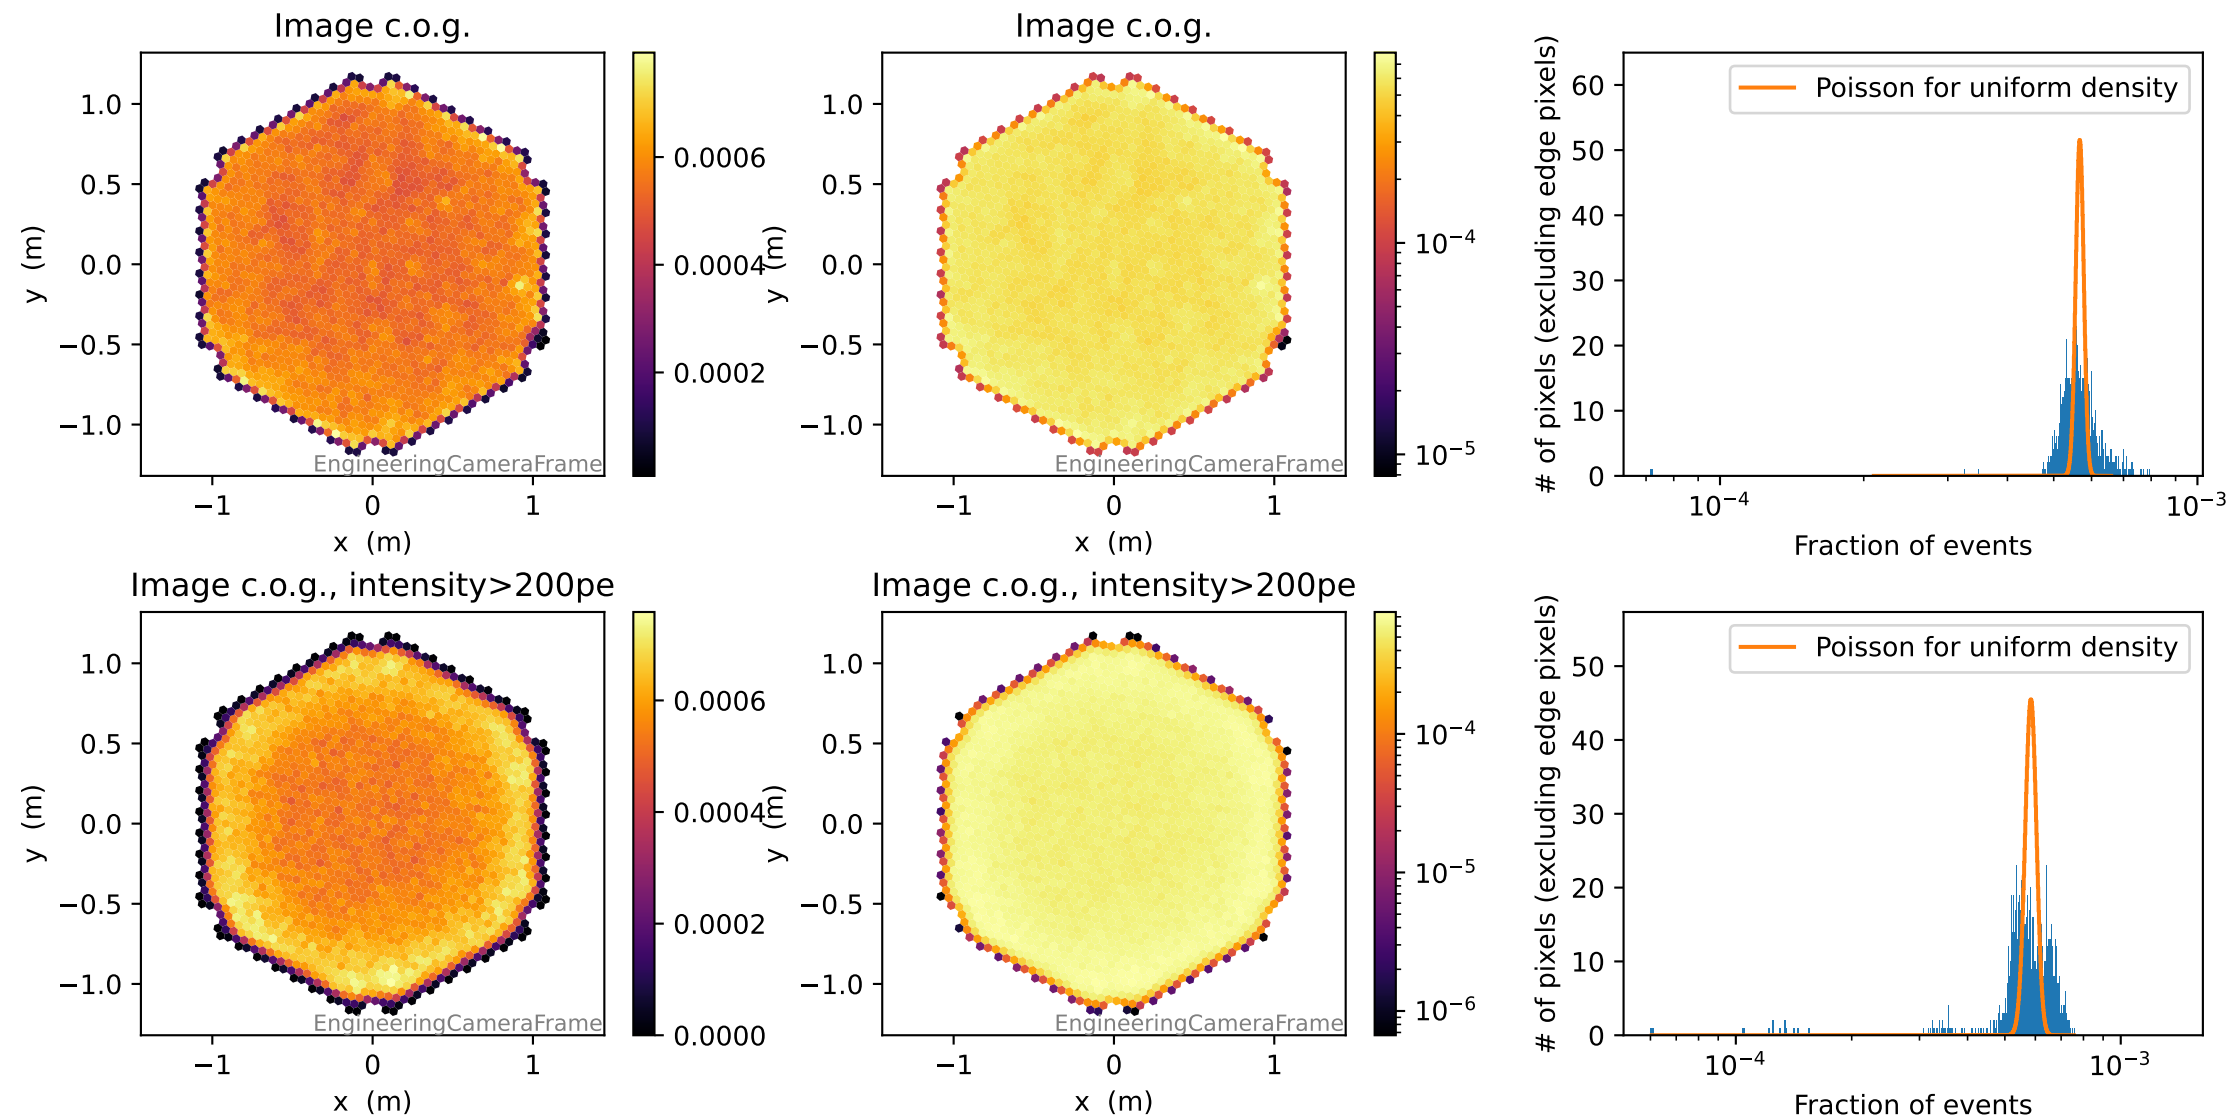 Image c.o.g.
1.0
0.5
0.0
−0.5
−1.0
y (m)
−1
0
1
x (m)
EngineeringCameraFrame
0.0006
0.0004
0.0002
Image c.o.g.
1.0
0.5
0.0
−0.5
−1.0
y (m)
−1
0
1
x (m)
EngineeringCameraFrame
10⁻⁴
10⁻⁵
# of pixels (excluding edge pixels)
60
50
40
30
20
10
0
Poisson for uniform density
10⁻⁴
10⁻³
Fraction of events
Image c.o.g., intensity>200pe
1.0
0.5
0.0
−0.5
−1.0
y (m)
−1
0
1
x (m)
EngineeringCameraFrame
0.0006
0.0004
0.0002
0.0000
Image c.o.g., intensity>200pe
1.0
0.5
0.0
−0.5
−1.0
y (m)
−1
0
1
x (m)
EngineeringCameraFrame
10⁻⁴
10⁻⁵
10⁻⁶
# of pixels (excluding edge pixels)
50
40
30
20
10
0
Poisson for uniform density
10⁻⁴
10⁻³
Fraction of events